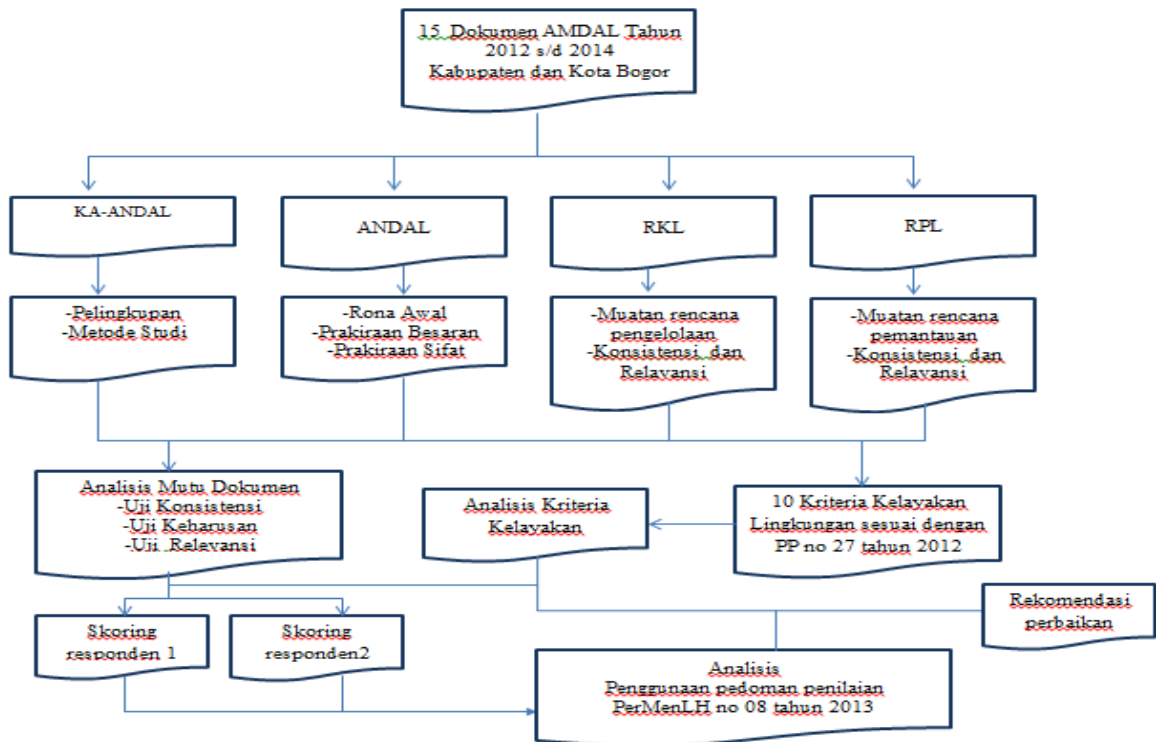 15 Dokumen AMDAL Tahun
2012 s/d 2014
Kabupaten dan Kota Bogor
KA-ANDAL
ANDAL
RKL
RPL
-Pelingkupan
-Metode Studi
-Rona Awal
-Prakiraan Besaran
-Prakiraan Sifat
-Muatan rencana
pengelolaan
-Konsistensi dan
Relavansi
-Muatan rencana
pemantauan
-Konsistensi dan
Relavansi
Analisis Mutu Dokumen
-Uji Konsistensi
-Uji Keharusan
-Uji Relevansi
Analisis Kriteria
Kelayakan
10 Kriteria Kelayakan
Lingkungan sesuai dengan
PP no 27 tahun 2012
Rekomendasi
perbaikan
Skoring
responden 1
Skoring
responden2
Analisis
Penggunaan pedoman penilaian
PerMenLH no 08 tahun 2013